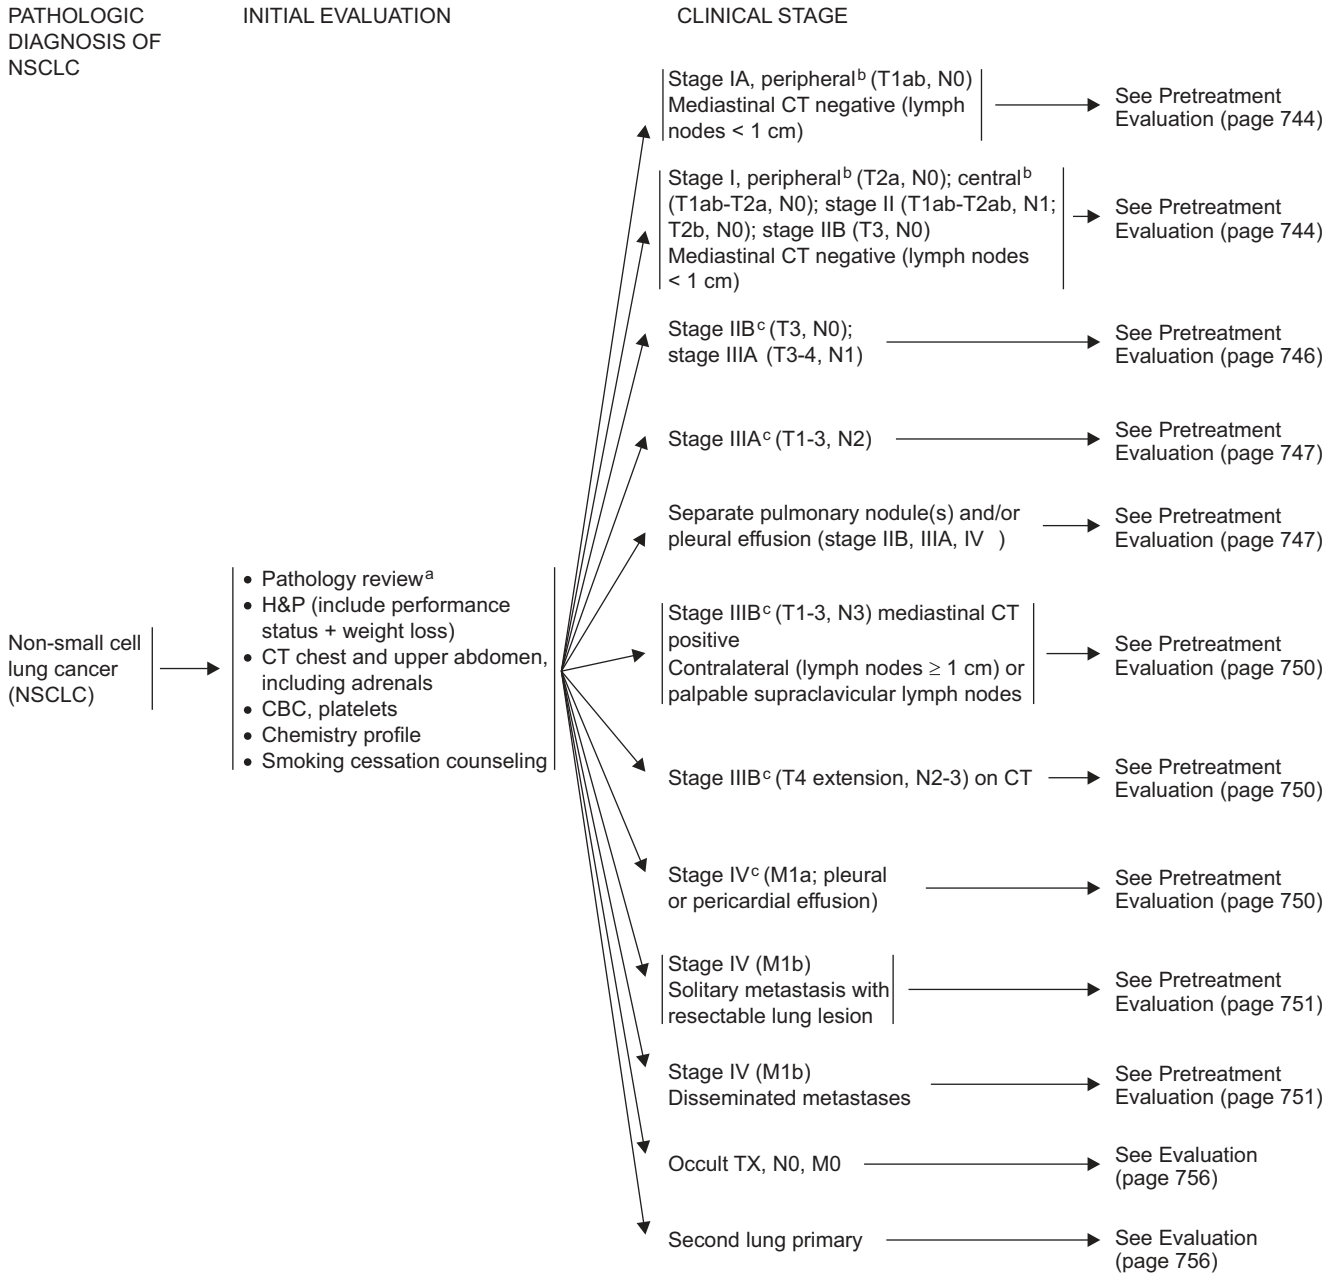 PATHOLOGIC
DIAGNOSIS OF
NSCLC
INITIAL EVALUATION
CLINICAL STAGE
Non-small cell
lung cancer
(NSCLC)
• Pathology reviewa
• H&P (include performance
status + weight loss)
• CT chest and upper abdomen,
including adrenals
• CBC, platelets
• Chemistry profile
• Smoking cessation counseling
Stage IA, peripheralb (T1ab, N0)
Mediastinal CT negative (lymph
nodes < 1 cm)
See Pretreatment
Evaluation (page 744)
Stage I, peripheralb (T2a, N0); centralb
(T1ab-T2a, N0); stage II (T1ab-T2ab, N1;
T2b, N0); stage IIB (T3, N0)
Mediastinal CT negative (lymph nodes
< 1 cm)
See Pretreatment
Evaluation (page 744)
Stage IIBc (T3, N0);
stage IIIA (T3-4, N1)
See Pretreatment
Evaluation (page 746)
Stage IIIAc (T1-3, N2)
See Pretreatment
Evaluation (page 747)
Separate pulmonary nodule(s) and/or
pleural effusion (stage IIB, IIIA, IV )
See Pretreatment
Evaluation (page 747)
Stage IIIBc (T1-3, N3) mediastinal CT
positive
Contralateral (lymph nodes ≥ 1 cm) or
palpable supraclavicular lymph nodes
See Pretreatment
Evaluation (page 750)
Stage IIIBc (T4 extension, N2-3) on CT
See Pretreatment
Evaluation (page 750)
Stage IVc (M1a; pleural
or pericardial effusion)
See Pretreatment
Evaluation (page 750)
Stage IV (M1b)
Solitary metastasis with
resectable lung lesion
See Pretreatment
Evaluation (page 751)
Stage IV (M1b)
Disseminated metastases
See Pretreatment
Evaluation (page 751)
Occult TX, N0, M0
See Evaluation
(page 756)
Second lung primary
See Evaluation
(page 756)